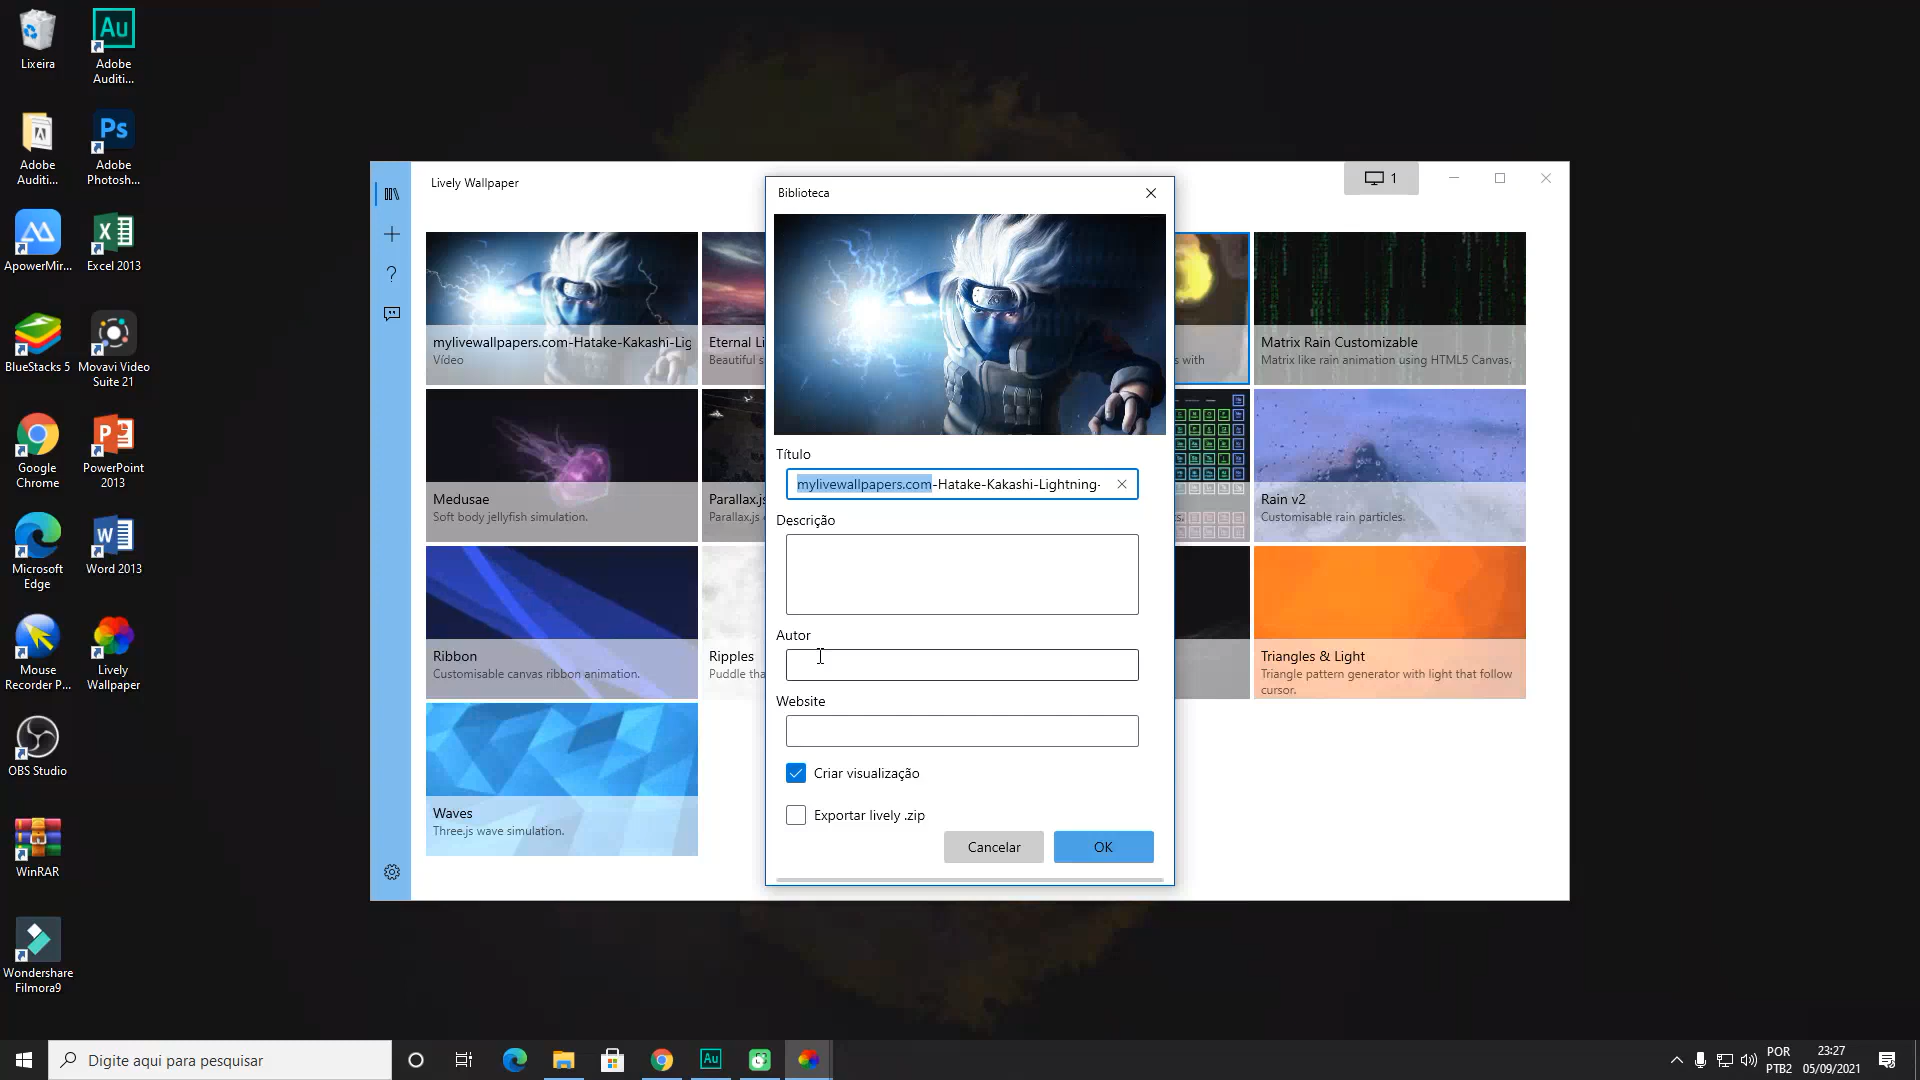 Lixeira
Adobe
Auditi...
Adobe
Auditi...
Adobe
Photosh...
ApowerMir...
Excel 2013
BlueStacks 5
Movavi Video
Suite 21
Google
Chrome
PowerPoint
2013
Microsoft
Edge
Word 2013
Mouse
Recorder P...
Lively
Wallpaper
OBS Studio
WinRAR
Wondershare
Filmora9
Lively Wallpaper
1
mylivewallpapers.com-Hatake-Kakashi-Lig
Vídeo
Eternal Li
Beautiful s
s with
Matrix Rain Customizable
Matrix like rain animation using HTML5 Canvas.
Medusae
Soft body jellyfish simulation.
Parallax.js
Parallax.js
s.
Rain v2
Customisable rain particles.
Ribbon
Customisable canvas ribbon animation.
Ripples
Puddle tha
Triangles & Light
Triangle pattern generator with light that follow
cursor.
Waves
Three.js wave simulation.
Biblioteca
Título
mylivewallpapers.com-Hatake-Kakashi-Lightning-
Descrição
Autor
Website
Criar visualização
Exportar lively .zip
Cancelar
OK
Digite aqui para pesquisar
Au
POR
PTB2
23:27
05/09/2021
Au
Ps